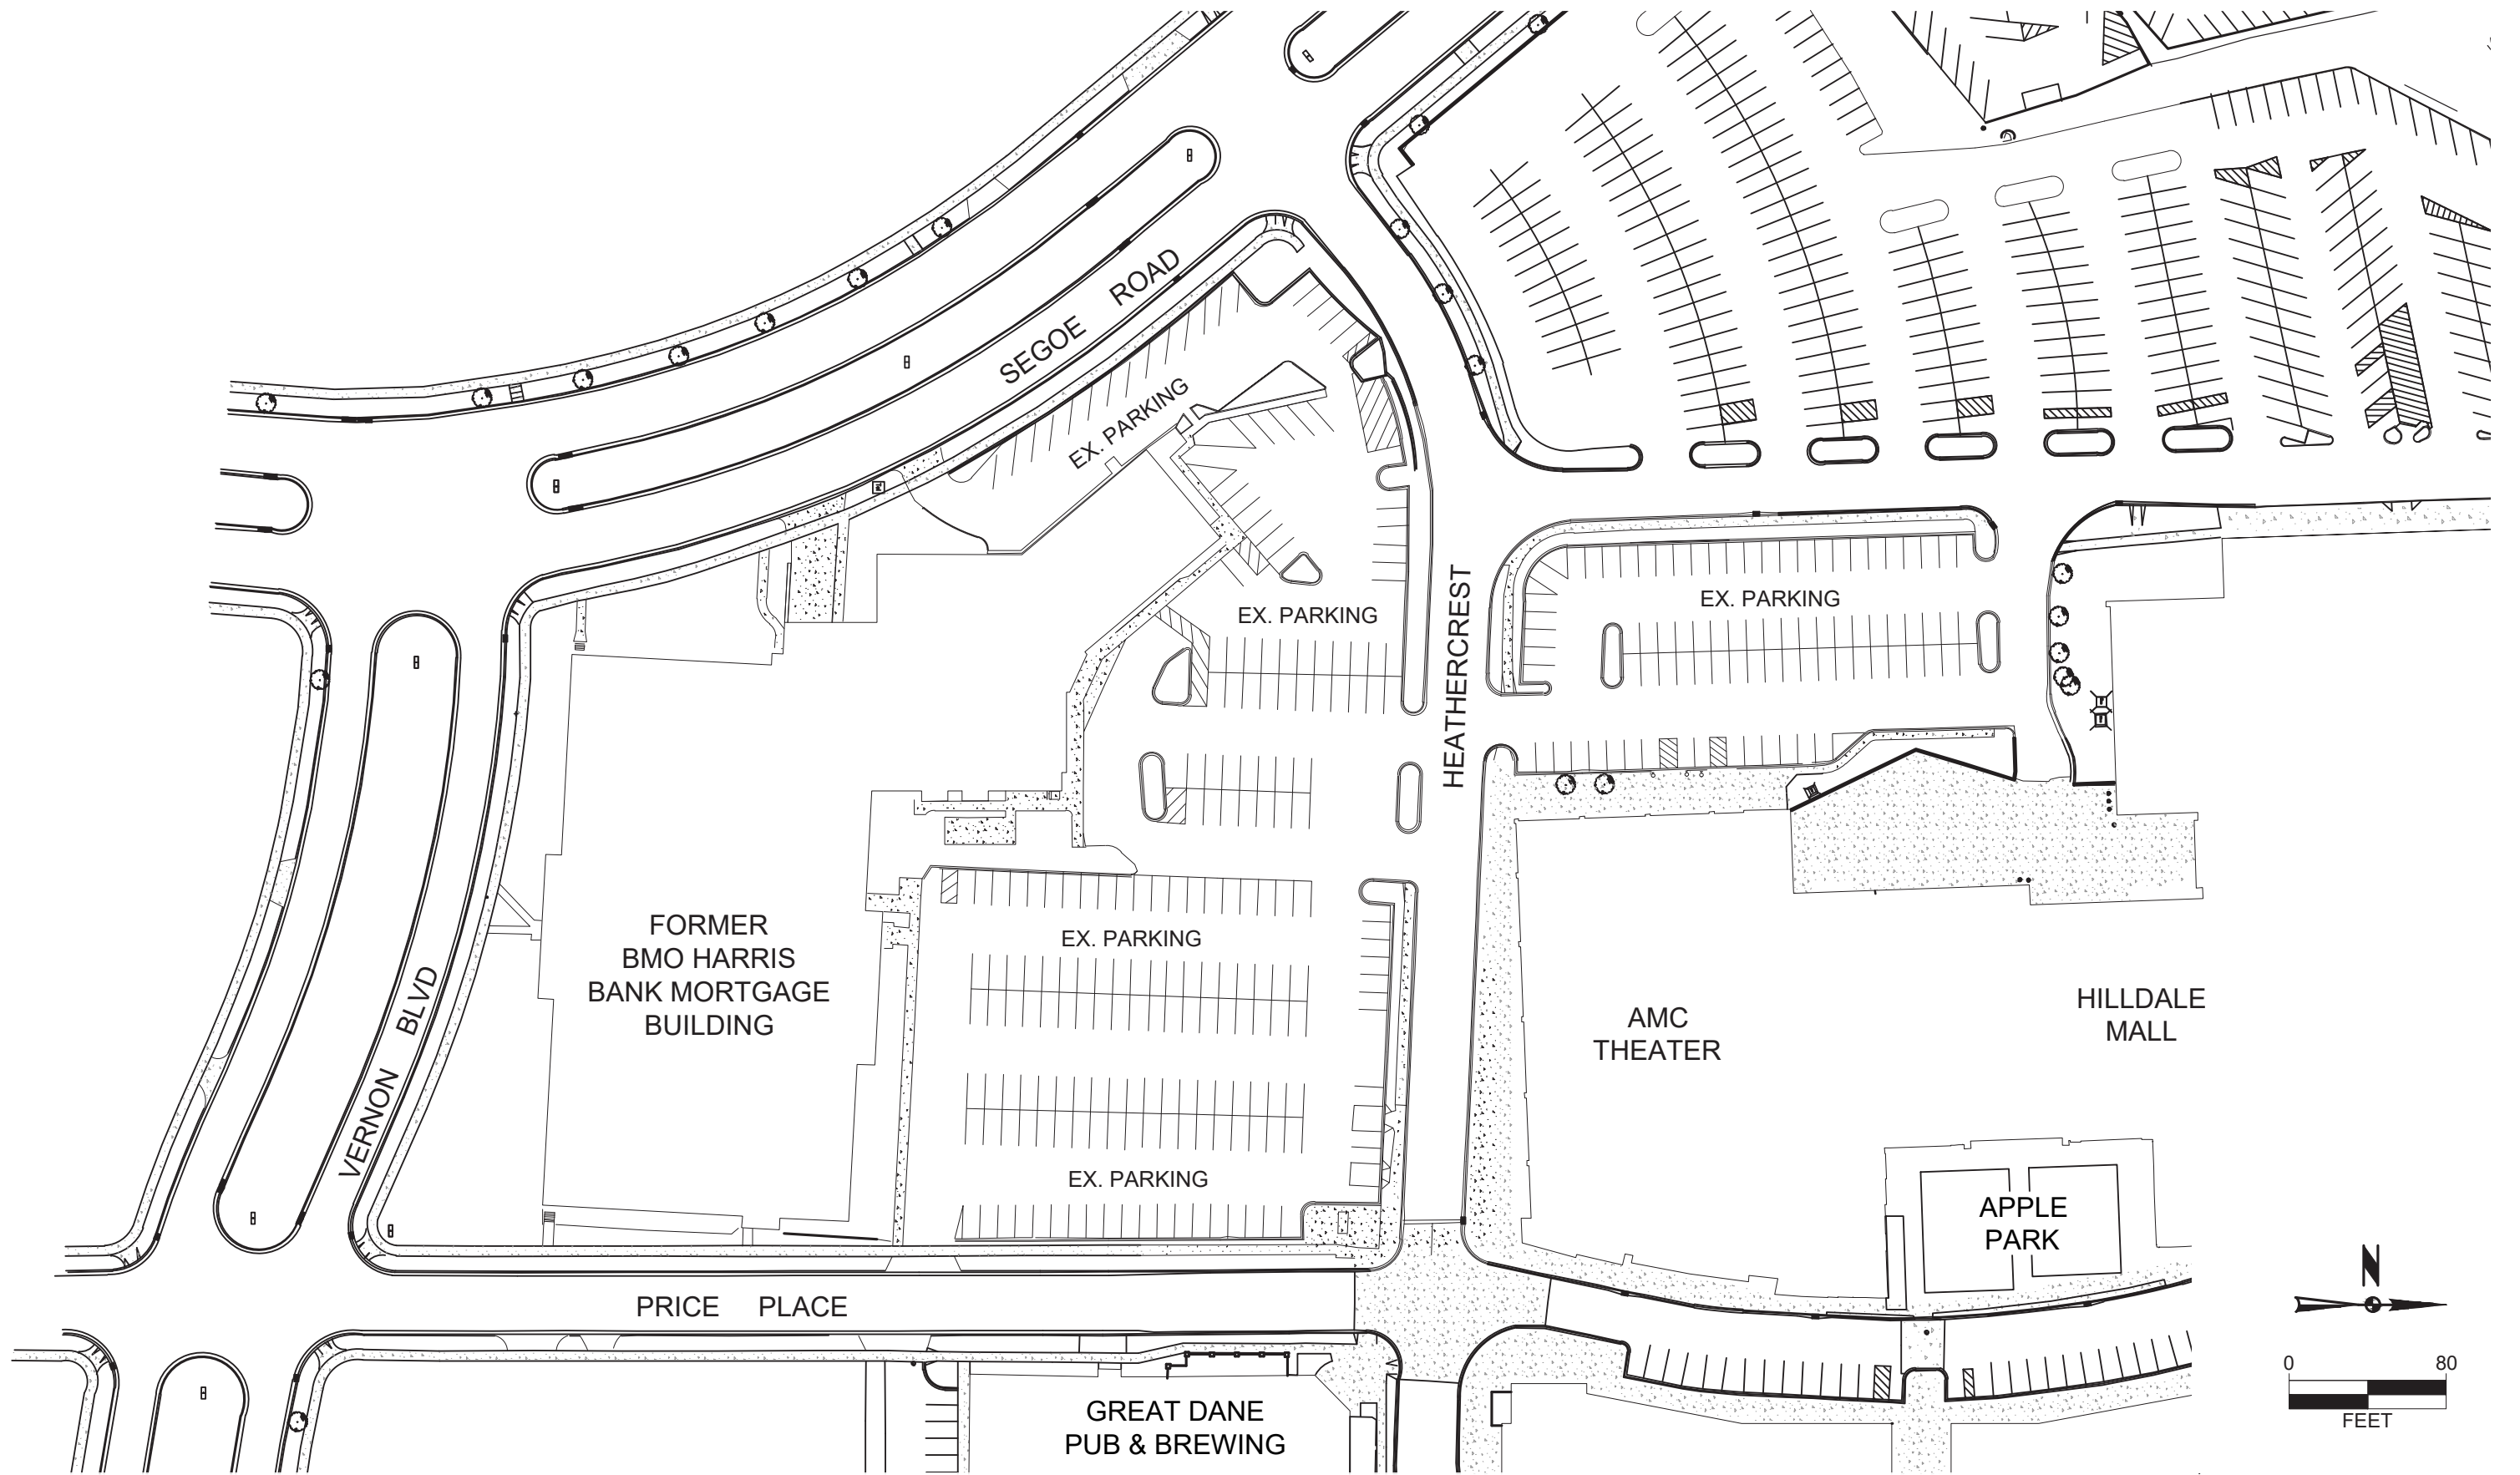 SEGOE ROAD
EX. PARKING
EX. PARKING
EX. PARKING
HEATHERCREST
FORMER
BMO HARRIS
BANK MORTGAGE
BUILDING
EX. PARKING
VERNON BLVD
AMC
THEATER
HILLDALE
MALL
EX. PARKING
APPLE
PARK
PRICE PLACE
N
0 80
FEET
GREAT DANE
PUB & BREWING